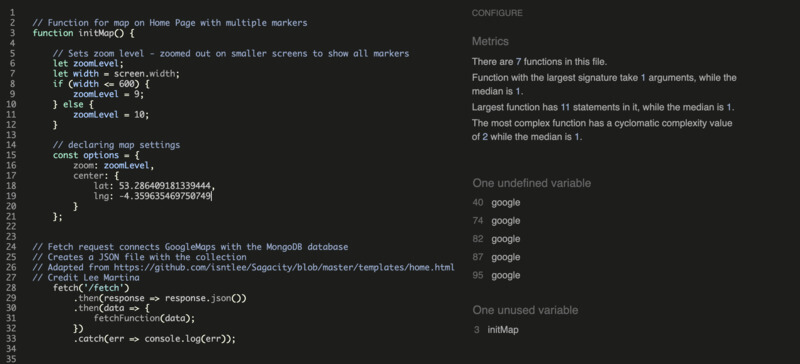 1
2 // Function for map on Home Page with multiple markers
3 function initMap() {
4
5 // Sets zoom level - zoomed out on smaller screens to show all markers
6 let zoomLevel;
7 let width = screen.width;
8 if (width <= 600) {
9 zoomLevel = 9;
10 } else {
11 zoomLevel = 10;
12 }
13
14 // declaring map settings
15 const options = {
16 zoom: zoomLevel,
17 center: {
18 lat: 53.286409181339444,
19 lng: -4.359635469750749
20 }
21 };
22
23
24 // Fetch request connects GoogleMaps with the MongoDB database
25 // Creates a JSON file with the collection
26 // Adapted from https://github.com/isntlee/Sagacity/blob/master/templates/home.html
27 // Credit Lee Martina
28 fetch('/fetch')
29 .then(response => response.json())
30 .then(data => {
31 fetchFunction(data);
32 })
33 .catch(err => console.log(err));
34
35
CONFIGURE
Metrics
There are 7 functions in this file.
Function with the largest signature take 1 arguments, while the
median is 1.
Largest function has 11 statements in it, while the median is 1.
The most complex function has a cyclomatic complexity value
of 2 while the median is 1.
One undefined variable
40 google
74 google
82 google
87 google
95 google
One unused variable
3 initMap